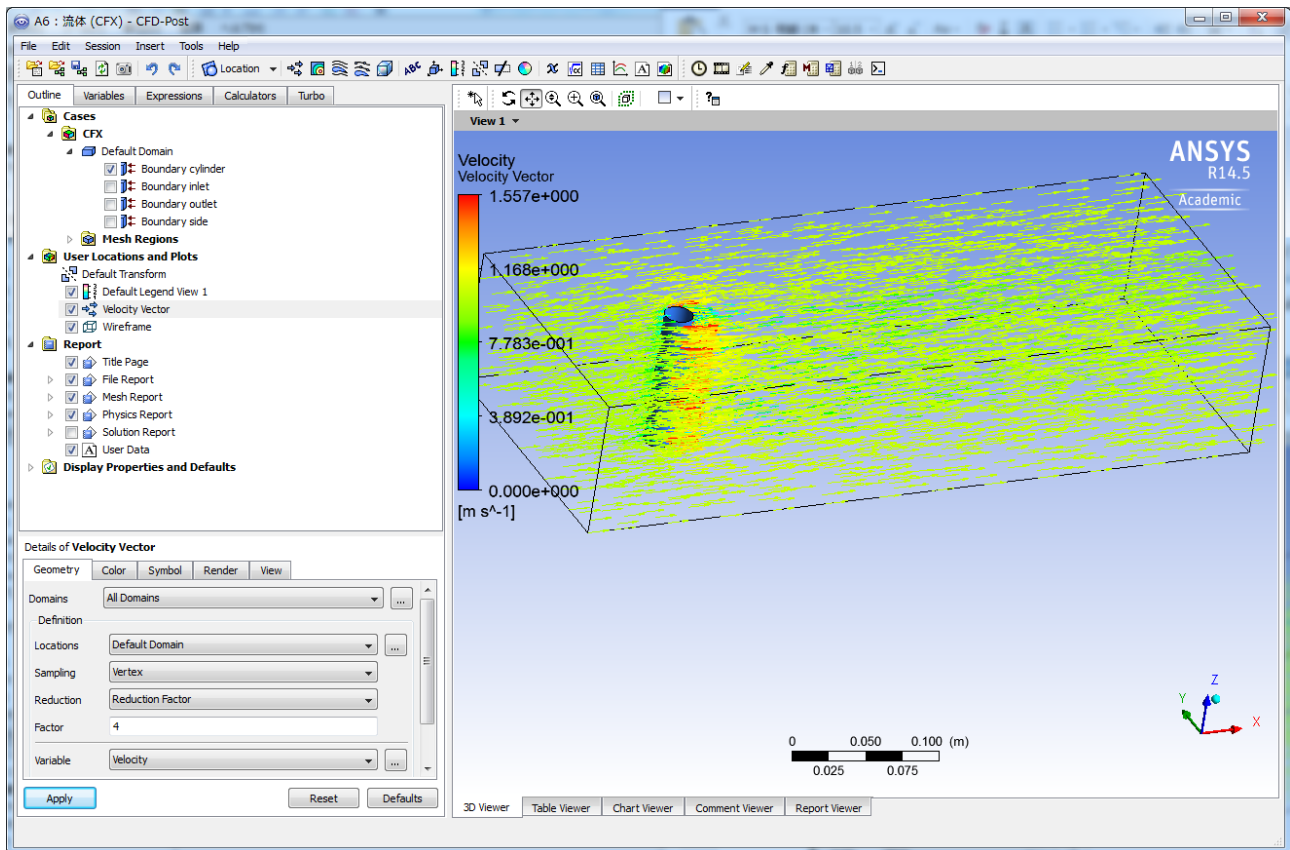 A6 : 流体 (CFX) - CFD-Post
File Edit Session Insert Tools Help
Location
Outline Variables Expressions Calculators Turbo
Cases
CFX
Default Domain
Boundary cylinder
Boundary inlet
Boundary outlet
Boundary side
Mesh Regions
User Locations and Plots
Default Transform
Default Legend View 1
Velocity Vector
Wireframe
Report
Title Page
File Report
Mesh Report
Physics Report
Solution Report
A User Data
Display Properties and Defaults
Details of Velocity Vector
Geometry Color Symbol Render View
Domains All Domains ...
Definition
Locations Default Domain ...
Sampling Vertex
Reduction Reduction Factor
Factor 4
Variable Velocity ...
Apply Reset Defaults
View 1
Velocity
Velocity Vector
1.557e+000
1.168e+000
7.783e-001
3.892e-001
0.000e+000
[m s^-1]
ANSYS
R14.5
Academic
Z
Y
X
0 0.050 0.100 (m)
0.025 0.075
3D Viewer Table Viewer Chart Viewer Comment Viewer Report Viewer